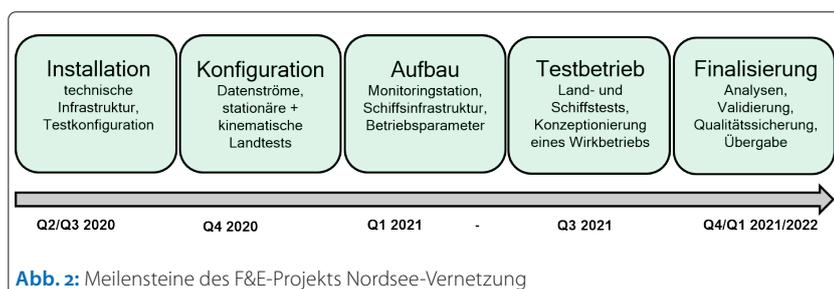 Installation
technische
Infrastruktur,
Testkonfiguration
Konfiguration
Datenströme,
stationäre +
kinematische
Landtests
Aufbau
Monitoringstation,
Schiffsinfrastruktur,
Betriebsparameter
Testbetrieb
Land- und
Schiffstests,
Konzeptionierung
eines Wirkbetriebs
Finalisierung
Analysen,
Validierung,
Qualitätssicherung,
Übergabe
Q2/Q3 2020
Q4 2020
Q1 2021
-
Q3 2021
Q4/Q1 2021/2022
Abb. 2: Meilensteine des F&E-Projekts Nordsee-Vernetzung